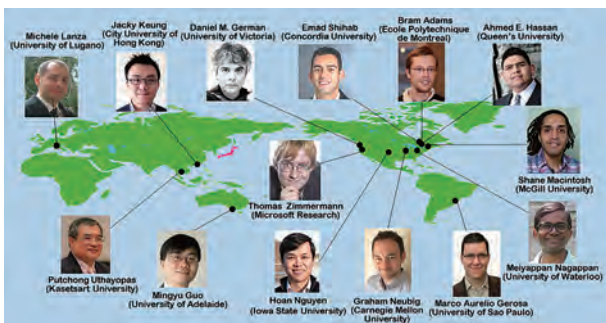 Michele Lanza
(University of Lugano)
Jacky Keung
(City University of
Hong Kong)
Daniel M. German
(University of Victoria)
Emad Shihab
(Concordia University)
Bram Adams
(Ecole Polytechnique
de Montreal)
Ahmed E. Hassan
(Queen's University)
Thomas Zimmermann
(Microsoft Research)
Shane Macintosh
(McGill University)
Putchong Uthayopas
(Kasetsart University)
Mingyu Guo
(University of Adelaide)
Hoan Nguyen
(Iowa State University)
Graham Neubig
(Carnegie Mellon
University)
Marco Aurelio Gerosa
(University of Sao Paulo)
Meiyappan Nagappan
(University of Waterloo)